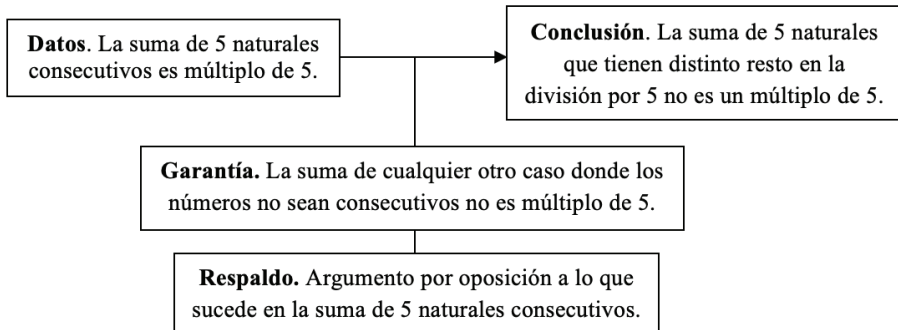 Datos. La suma de 5 naturales
consecutivos es múltiplo de 5.
Conclusión. La suma de 5 naturales
que tienen distinto resto en la
división por 5 no es un múltiplo de 5.
Garantía. La suma de cualquier otro caso donde los
números no sean consecutivos no es múltiplo de 5.
Respaldo. Argumento por oposición a lo que
sucede en la suma de 5 naturales consecutivos.